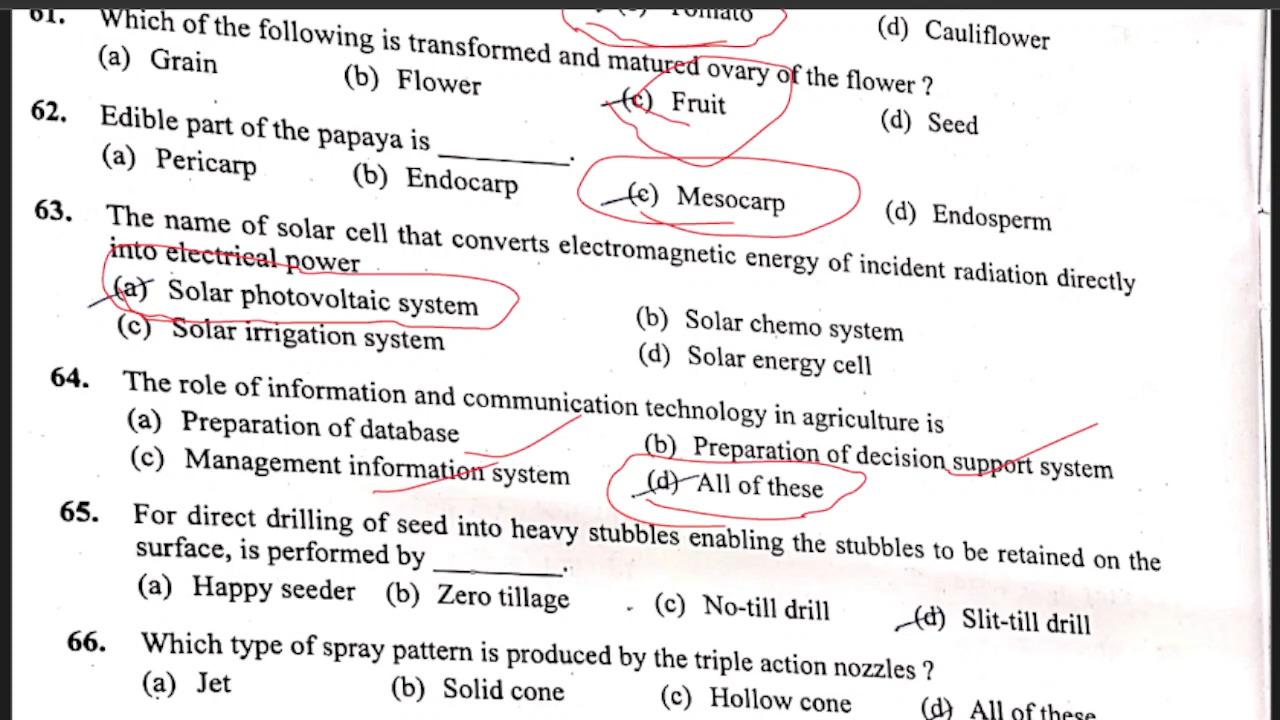 (c) Tomato (d) Cauliflower
61. Which of the following is transformed and matured ovary of the flower ?
(a) Grain (b) Flower (c) Fruit (d) Seed
62. Edible part of the papaya is ________.
(a) Pericarp (b) Endocarp (c) Mesocarp (d) Endosperm
63. The name of solar cell that converts electromagnetic energy of incident radiation directly
into electrical power
(a) Solar photovoltaic system (b) Solar chemo system
(c) Solar irrigation system (d) Solar energy cell
64. The role of information and communication technology in agriculture is
(a) Preparation of database (b) Preparation of decision support system
(c) Management information system (d) All of these
65. For direct drilling of seed into heavy stubbles enabling the stubbles to be retained on the
surface, is performed by ________.
(a) Happy seeder (b) Zero tillage (c) No-till drill (d) Slit-till drill
66. Which type of spray pattern is produced by the triple action nozzles ?
(a) Jet (b) Solid cone (c) Hollow cone (d) All of these